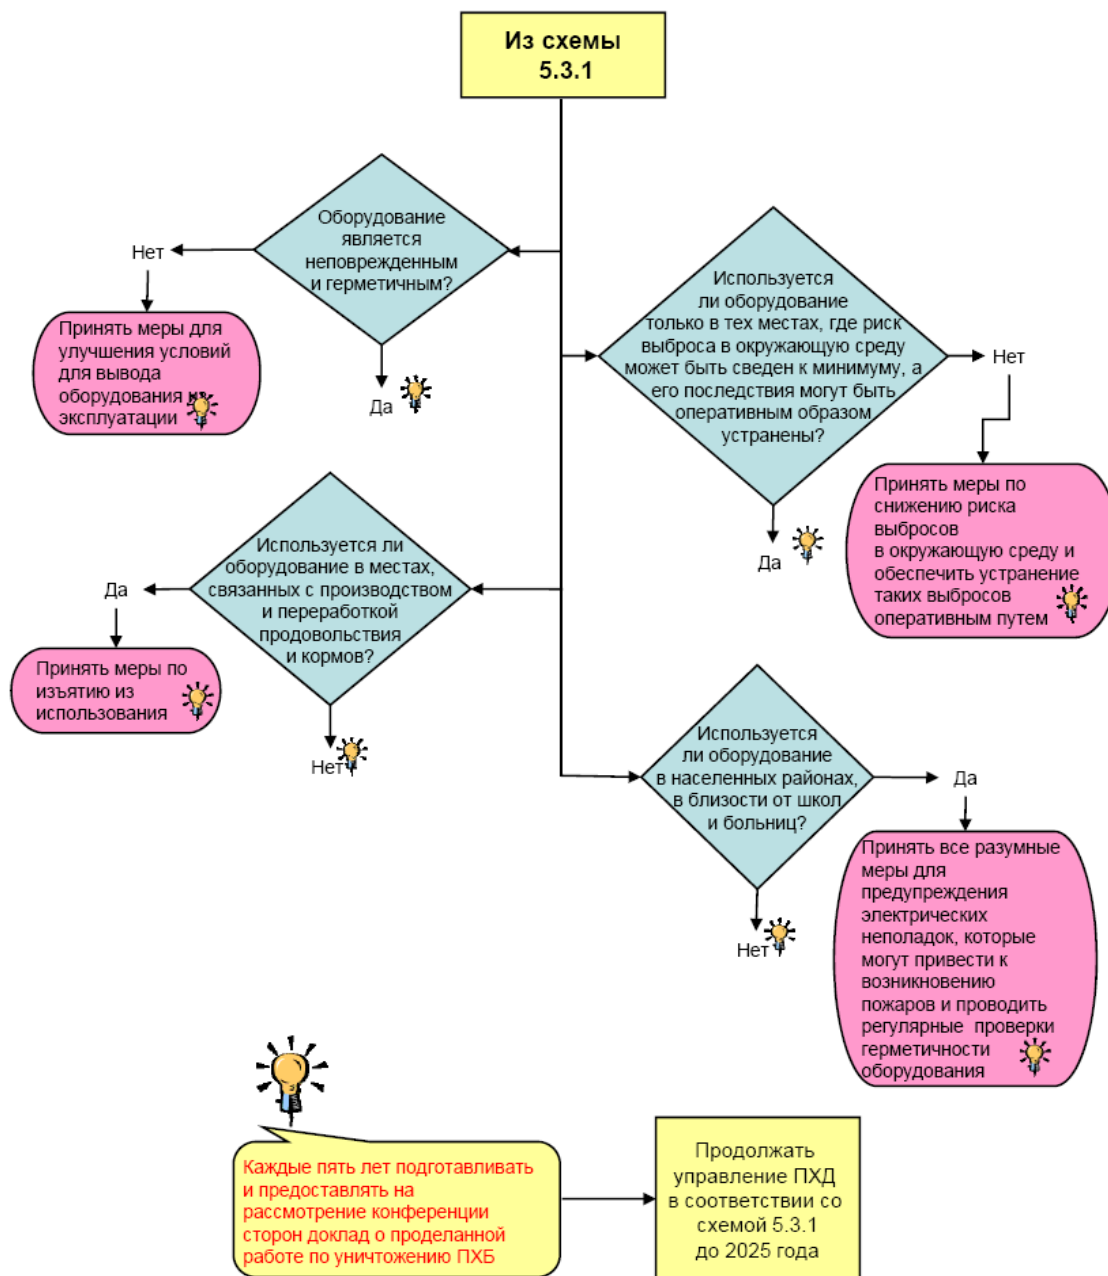 Из схемы
5.3.1
Оборудование
является
неповрежденным
и герметичным?
Нет
Принять меры для
улучшения условий
для вывода
оборудования
эксплуатации
Да
Используется
ли оборудование
только в тех местах, где риск
выброса в окружающую среду
может быть сведен к минимуму, а
его последствия могут быть
оперативным образом
устранены?
Нет
Принять меры по
снижению риска
выбросов
в окружающую среду и
обеспечить устранение
таких выбросов
оперативным путем
Да
Используется ли
оборудование в местах,
связанных с производством
и переработкой
продовольствия
и кормов?
Да
Принять меры по
изъятию из
использования
Нет
Используется
ли оборудование
в населенных районах,
в близости от школ
и больниц?
Да
Принять все разумные
меры для
предупреждения
электрических
неполадок, которые
могут привести к
возникновению
пожаров и проводить
регулярные проверки
герметичности
оборудования
Нет
Каждые пять лет подготавливать
и предоставлять на
рассмотрение конференции
сторон доклад о проделанной
работе по уничтожению ПХБ
Продолжать
управление ПХД
в соответствии со
схемой 5.3.1
до 2025 года